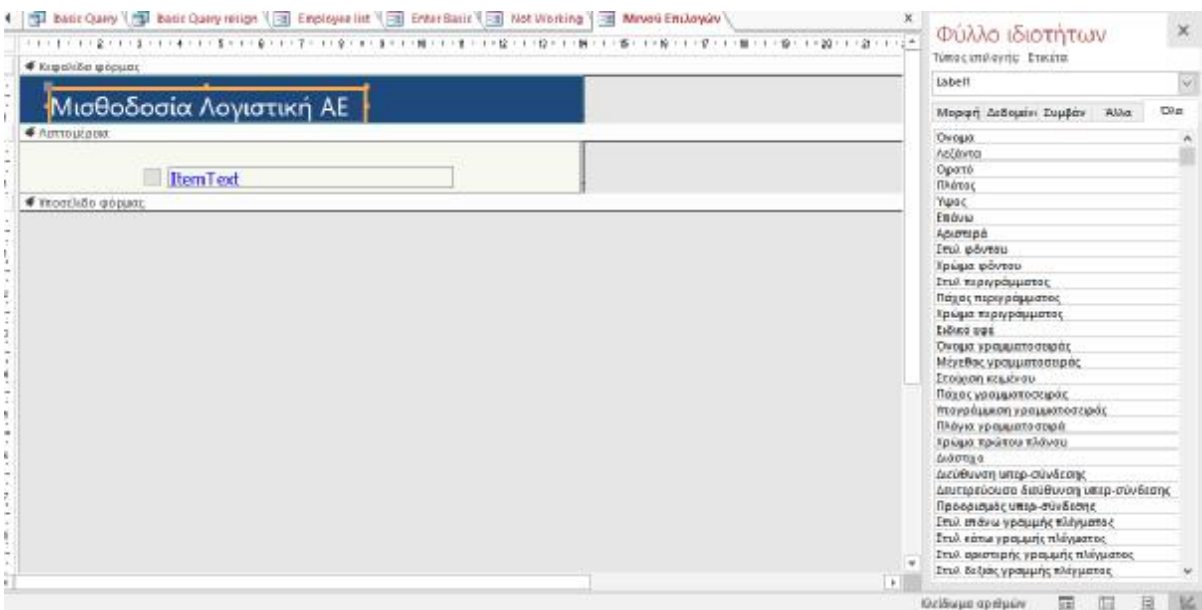 Basic Query
Basic Query resign
Employee list
Enter Basic
Not Working
Μενού Επιλογών
Φύλλο ιδιοτήτων
Τύπος επιλογής: Ετικέτα
Κεφαλίδα φόρμας
Label1
Μισθοδοσία Λογιστική ΑΕ
Μορφή Δεδομένα Συμβάν Άλλα Όλα
Λεπτομέρεια
ItemText
Υποσέλιδο φόρμας
Όνομα
Λεζάντα
Ορατό
Πλάτος
Ύψος
Επάνω
Αριστερά
Στυλ φόντου
Χρώμα φόντου
Στυλ περιγράμματος
Πάχος περιγράμματος
Χρώμα περιγράμματος
Ειδικό εφέ
Όνομα γραμματοσειράς
Μέγεθος γραμματοσειράς
Στοίχιση κειμένου
Πάχος γραμματοσειράς
Υπογράμμιση γραμματοσειράς
Πλάγια γραμματοσειρά
Χρώμα πρώτου πλάνου
Διάστιχο
Διεύθυνση υπερ-σύνδεσης
Δευτερεύουσα διεύθυνση υπερ-σύνδεσης
Προορισμός υπερ-σύνδεσης
Στυλ επάνω γραμμής πλέγματος
Στυλ κάτω γραμμής πλέγματος
Στυλ αριστερής γραμμής πλέγματος
Στυλ δεξιάς γραμμής πλέγματος
Κλείδωμα αριθμών